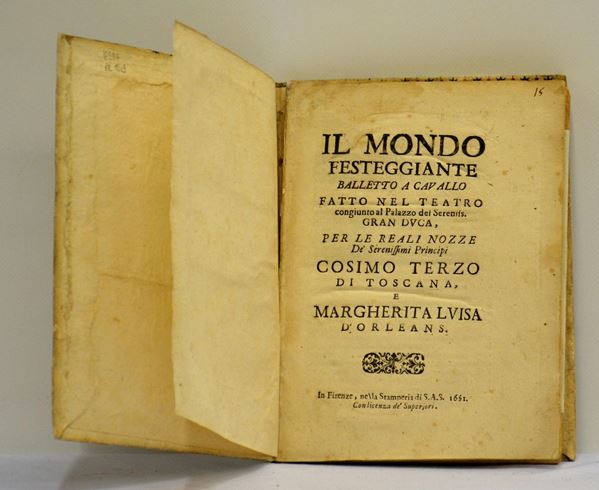 15
IL MONDO
FESTEGGIANTE
BALLETTO A CAVALLO
FATTO NEL TEATRO
congiunto al Palazzo del Sereniss.
GRAN DVCA,
PER LE REALI NOZZE
De' Serenissimi Principi
COSIMO TERZO
DI TOSCANA,
E
MARGHERITA LVISA
D'ORLEANS.
In Firenze, nella Stamperia di S.A.S. 1661.
Con licenza de' Superiori.